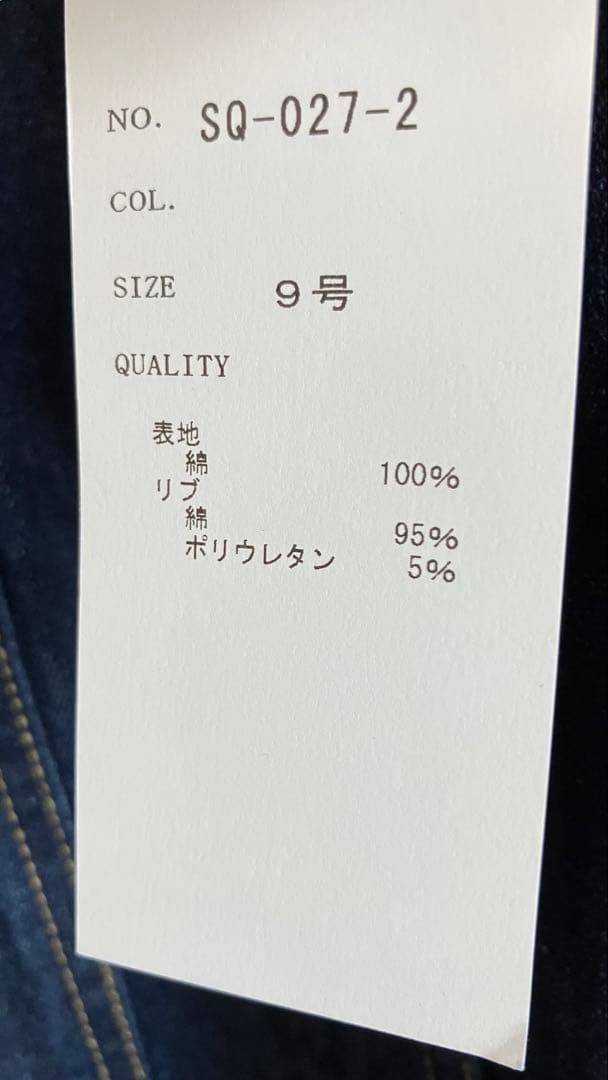 NO. SQ-027-2
COL.
SIZE 9号
QUALITY
表地
綿 100%
リブ
綿 95%
ポリウレタン 5%